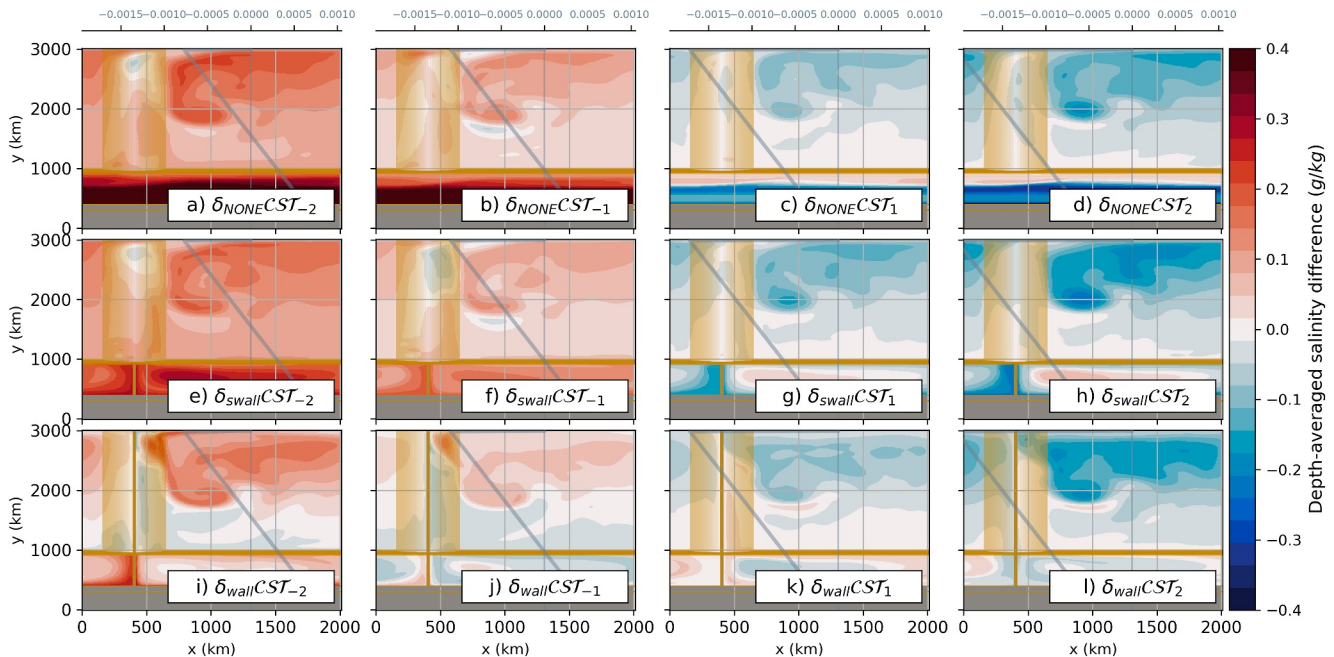 −0.0015 −0.0010 −0.0005 0.0000 0.0005 0.0010
−0.0015 −0.0010 −0.0005 0.0000 0.0005 0.0010
−0.0015 −0.0010 −0.0005 0.0000 0.0005 0.0010
−0.0015 −0.0010 −0.0005 0.0000 0.0005 0.0010
y (km)
3000
2000
1000
0
a) δNONE𝒞𝒮𝒯−2
b) δNONE𝒞𝒮𝒯−1
c) δNONE𝒞𝒮𝒯1
d) δNONE𝒞𝒮𝒯2
y (km)
3000
2000
1000
0
e) δswall𝒞𝒮𝒯−2
f) δswall𝒞𝒮𝒯−1
g) δswall𝒞𝒮𝒯1
h) δswall𝒞𝒮𝒯2
y (km)
3000
2000
1000
0
i) δwall𝒞𝒮𝒯−2
j) δwall𝒞𝒮𝒯−1
k) δwall𝒞𝒮𝒯1
l) δwall𝒞𝒮𝒯2
0 500 1000 1500 2000
0 500 1000 1500 2000
0 500 1000 1500 2000
0 500 1000 1500 2000
x (km)
x (km)
x (km)
x (km)
0.4
0.3
0.2
0.1
0.0
−0.1
−0.2
−0.3
−0.4
Depth-averaged salinity difference (g/kg)